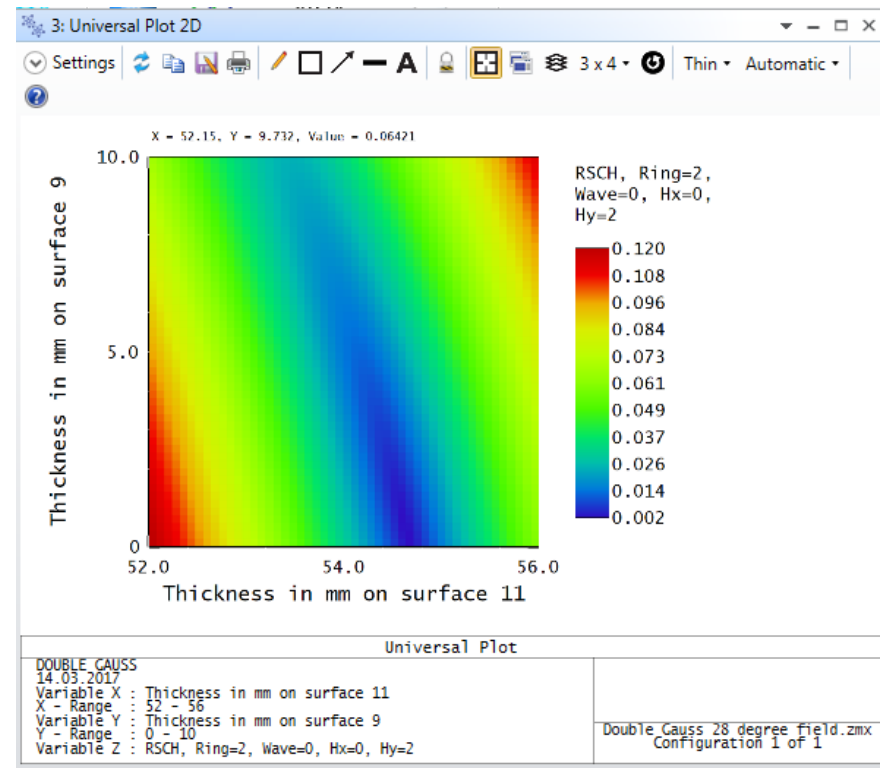 3: Universal Plot 2D
Settings A 3 x 4 Thin Automatic
?
X = 52.15, Y = 9.732, Value = 0.06421
10.0
5.0
0
Thickness in mm on surface 9
52.0 54.0 56.0
Thickness in mm on surface 11
RSCH, Ring=2,
Wave=0, Hx=0,
Hy=2
0.120
0.108
0.096
0.084
0.073
0.061
0.049
0.037
0.026
0.014
0.002
Universal Plot
DOUBLE GAUSS
14.03.2017
Variable X : Thickness in mm on surface 11
X - Range : 52 - 56
Variable Y : Thickness in mm on surface 9
Y - Range : 0 - 10
Variable Z : RSCH, Ring=2, Wave=0, Hx=0, Hy=2
Double Gauss 28 degree field.zmx
Configuration 1 of 1